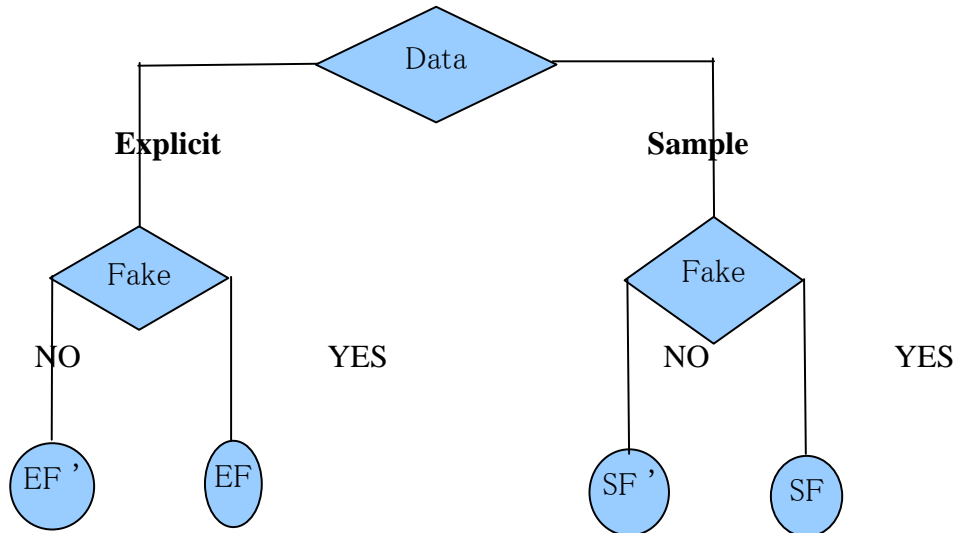 Data
Explicit Sample
Fake Fake
NO YES NO YES
EF ’ EF SF ’ SF